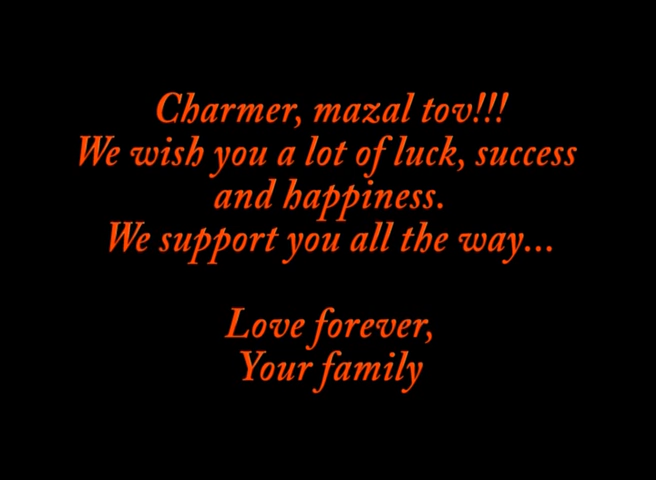 Charmer, mazal tov!!!
We wish you a lot of luck, success
and happiness.
We support you all the way...
Love forever,
Your family